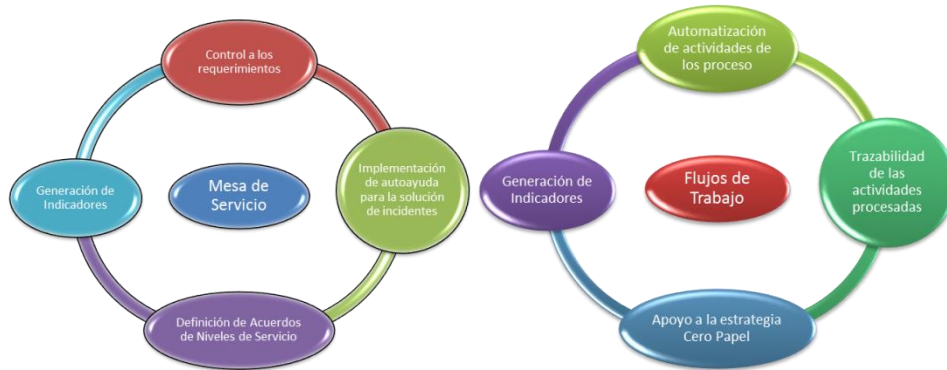 Control a los
requerimientos
Implementación
de autoayuda
para la solución
de incidentes
Definición de Acuerdos
de Niveles de Servicio
Generación de
Indicadores
Mesa de
Servicio
Automatización
de actividades de
los proceso
Trazabilidad
de las
actividades
procesadas
Apoyo a la estrategia
Cero Papel
Generación de
Indicadores
Flujos de
Trabajo